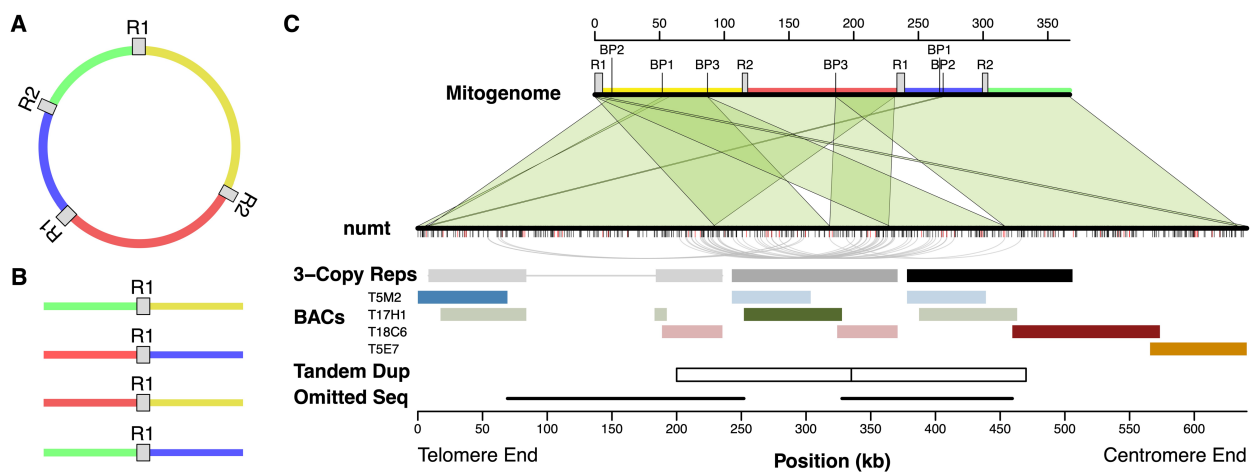 A
R1
R2
R2
R1
B
R1
R1
R1
R1
C
0 50 100 150 200 250 300 350
BP2 BP1
R1 BP1 BP3 R2 BP3 R1 BP2 R2
Mitogenome
numt
3−Copy Reps
BACs
T5M2
T17H1
T18C6
T5E7
Tandem Dup
Omitted Seq
0 50 100 150 200 250 300 350 400 450 500 550 600
Telomere End
Position (kb)
Centromere End